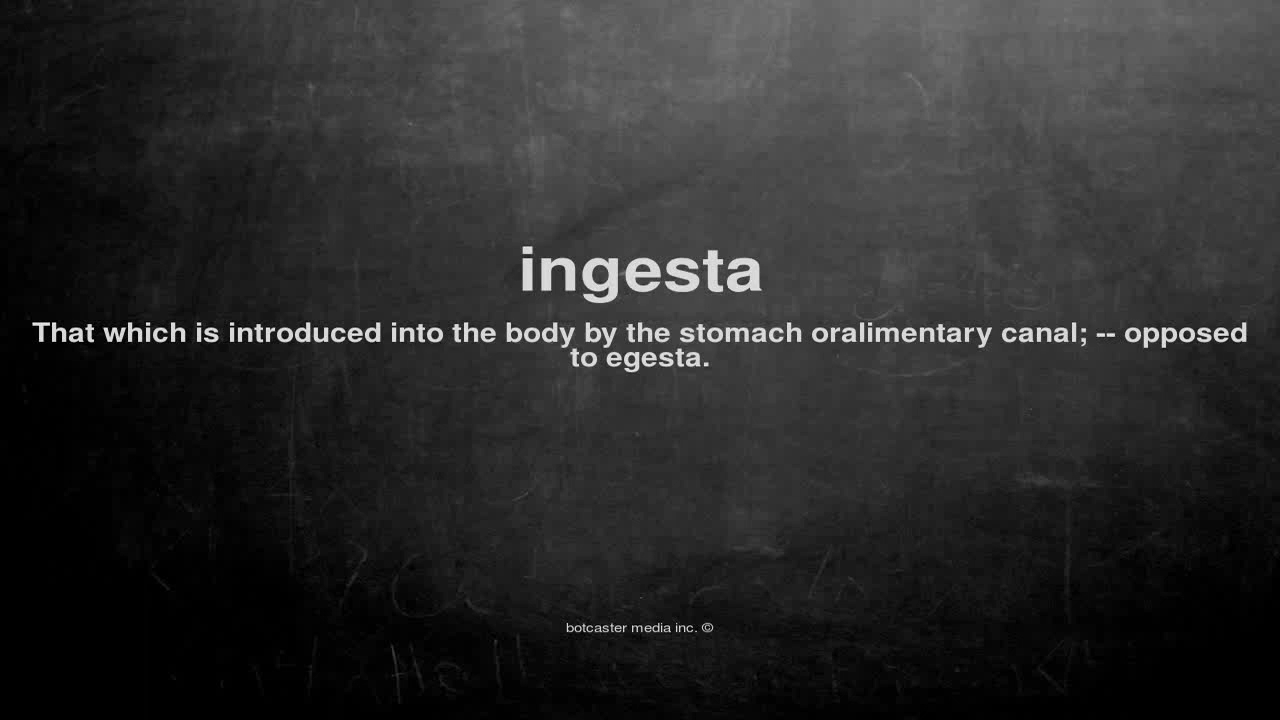 ingesta
That which is introduced into the body by the stomach oralimentary canal; -- opposed
to egesta.
botcaster media inc. ©